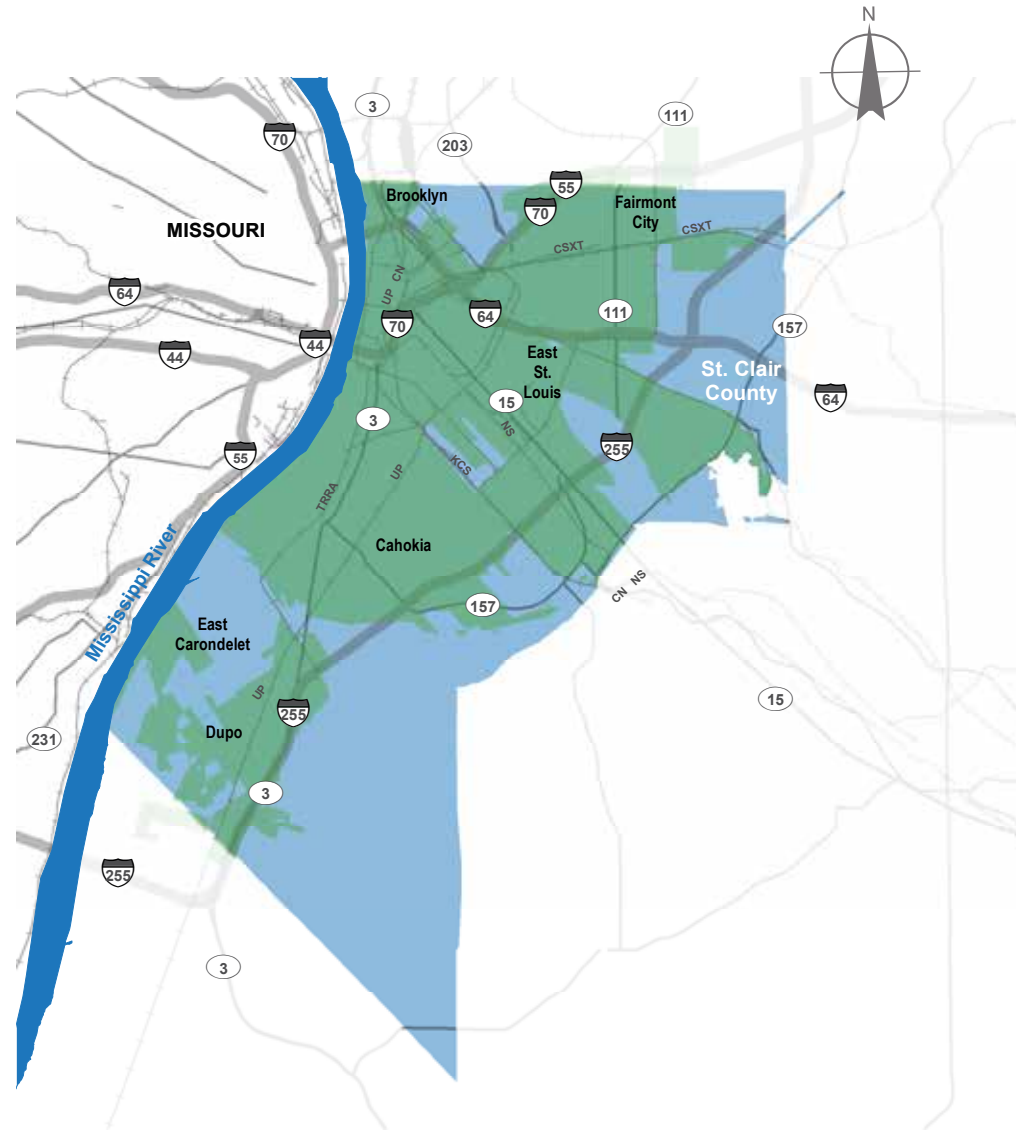 N
3
111
70
203
55
Brooklyn
70
Fairmont
City
MISSOURI
CSXT
CSXT
UP
CN
64
111
64
70
157
44
44
East
St.
Louis
St. Clair
County
64
15
3
NS
255
55
KCS
UP
TRRA
Cahokia
Mississippi River
CN
NS
157
East
Carondelet
UP
255
15
Dupo
231
3
255
3